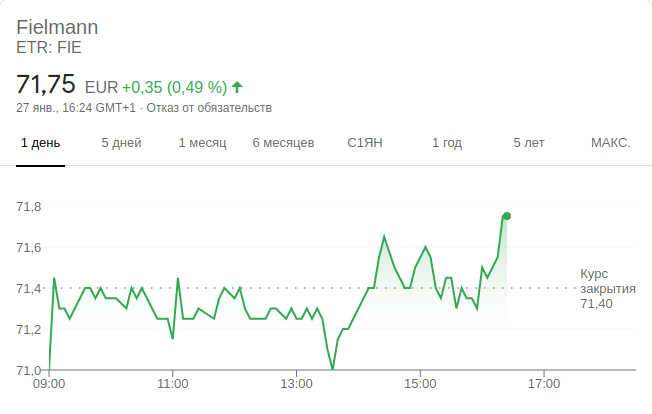 Fielmann
ETR: FIE
71,75 EUR +0,35 (0,49 %)
27 янв., 16:24 GMT+1 · Отказ от обязательств
1 день 5 дней 1 месяц 6 месяцев С1ЯН 1 год 5 лет МАКС.
71,8
71,6
71,4
71,2
71,0
Курс
закрытия
71,40
09:00 11:00 13:00 15:00 17:00